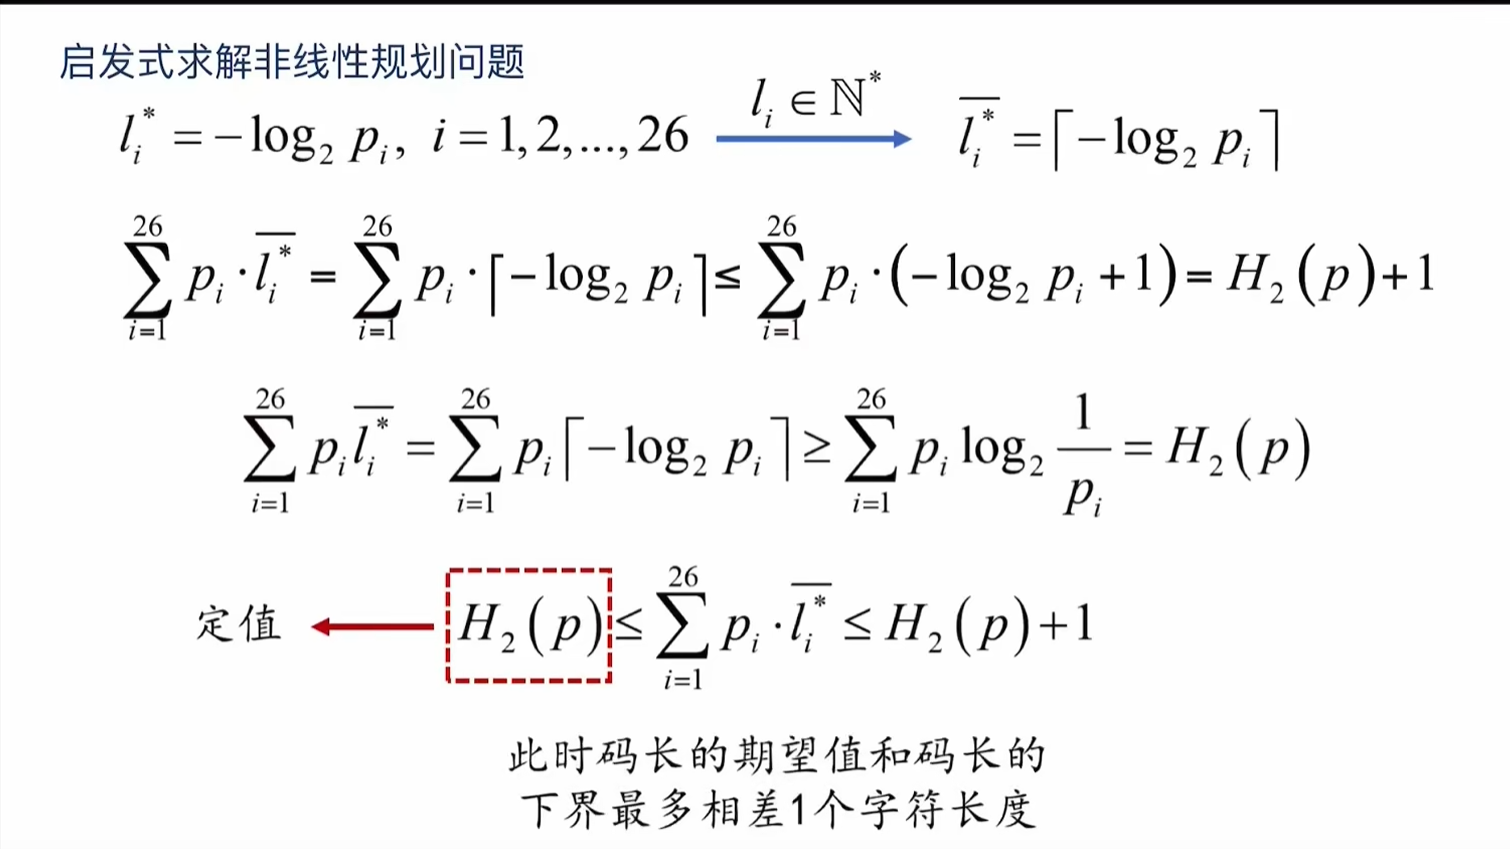 启发式求解非线性规划问题
$l_i^* = -\log_2 p_i, \ i = 1, 2, ..., 26 \xrightarrow{l_i \in \mathbb{N}^*} \overline{l_i^*} = \lceil -\log_2 p_i \rceil$
$\sum_{i=1}^{26} p_i \cdot \overline{l_i^*} = \sum_{i=1}^{26} p_i \cdot \lceil -\log_2 p_i \rceil \leq \sum_{i=1}^{26} p_i \cdot (-\log_2 p_i + 1) = H_2(p) + 1$
$\sum_{i=1}^{26} p_i \overline{l_i^*} = \sum_{i=1}^{26} p_i \lceil -\log_2 p_i \rceil \geq \sum_{i=1}^{26} p_i \log_2 \frac{1}{p_i} = H_2(p)$
定值 ← $H_2(p) \leq \sum_{i=1}^{26} p_i \cdot \overline{l_i^*} \leq H_2(p) + 1$
此时码长的期望值和码长的
下界最多相差1个字符长度